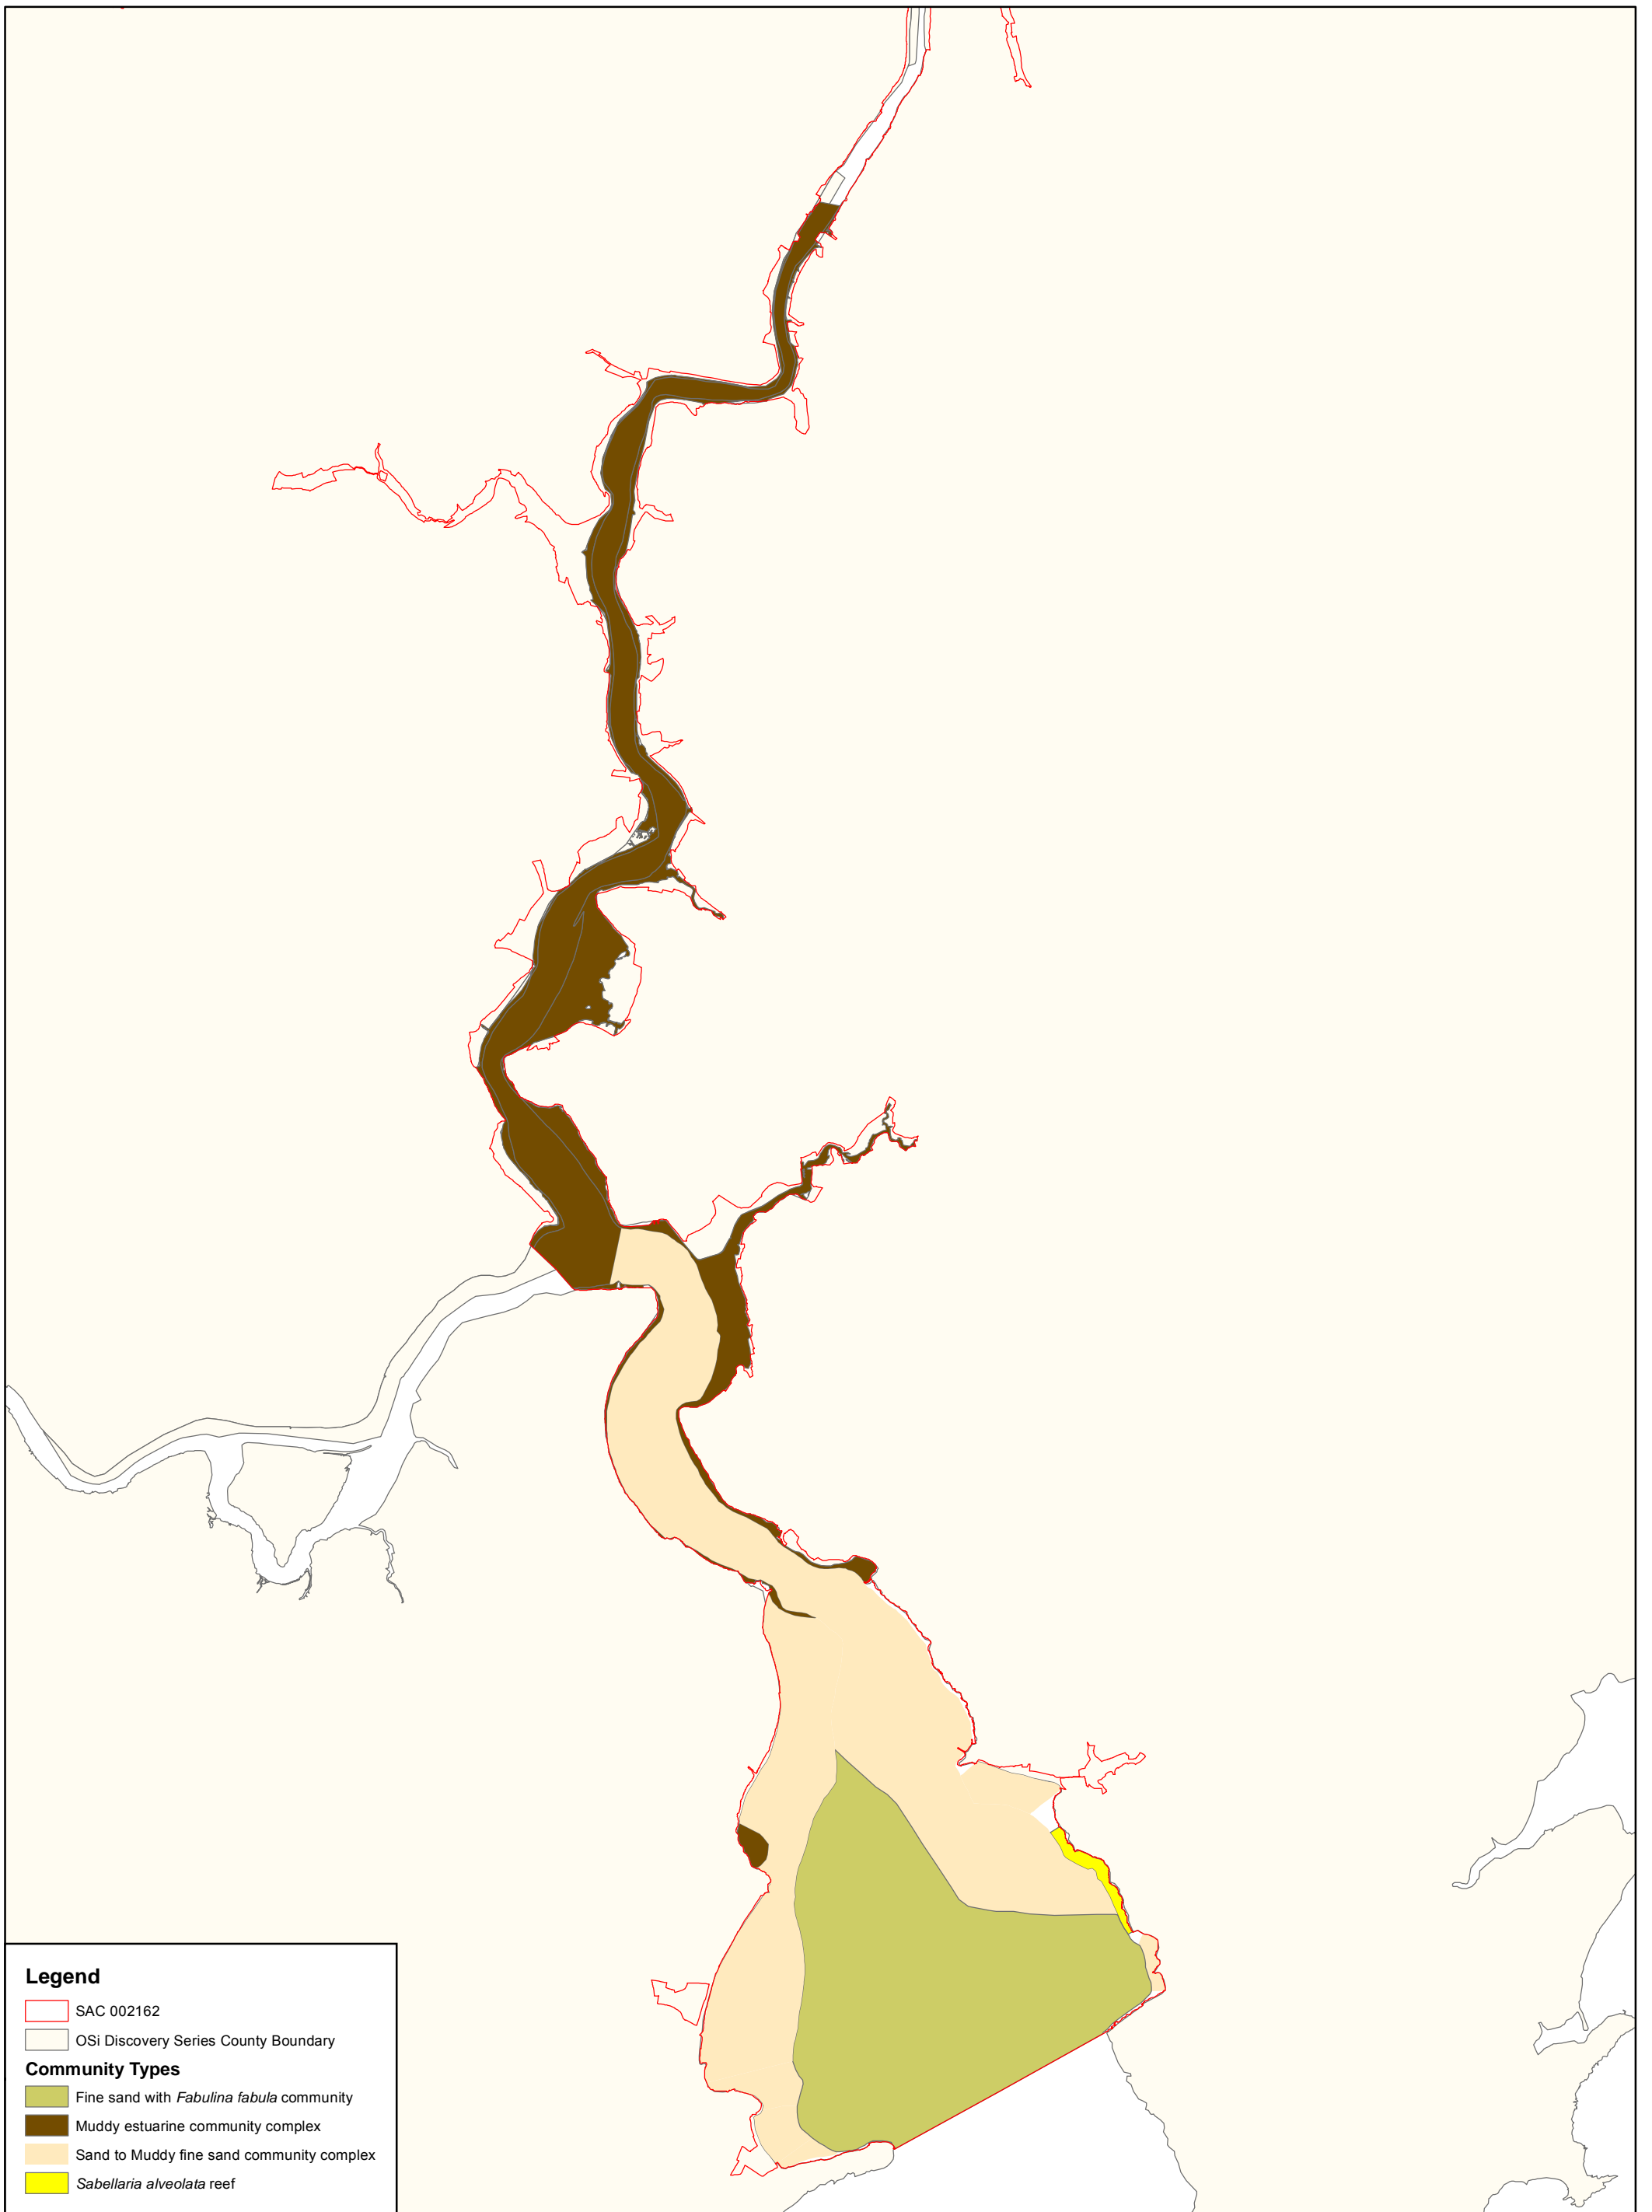 Legend
SAC 002162
OSi Discovery Series County Boundary
Community Types
Fine sand with Fabulina fabula community
Muddy estuarine community complex
Sand to Muddy fine sand community complex
Sabellaria alveolata reef